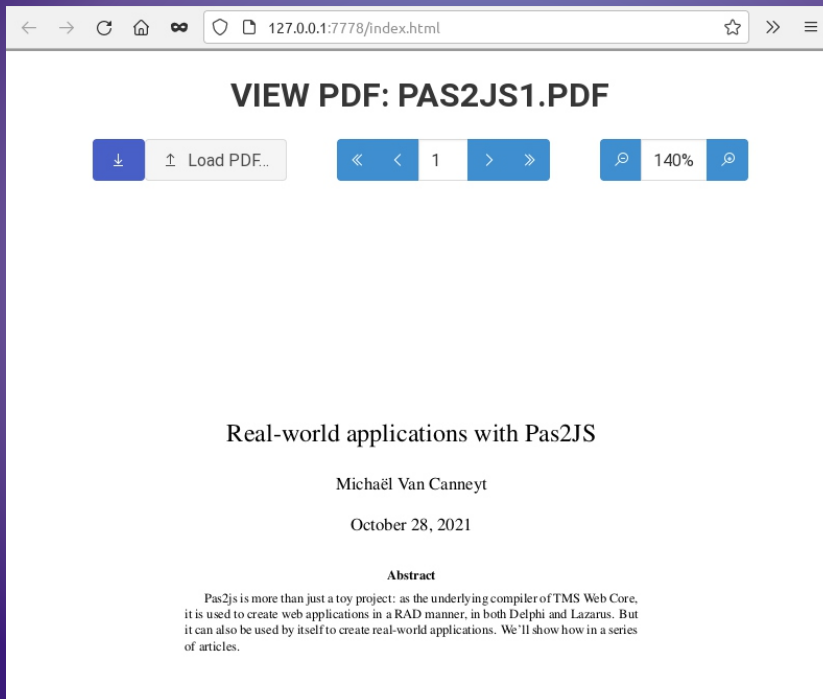 127.0.0.1:7778/index.html
VIEW PDF: PAS2JS1.PDF
Load PDF...
1
140%
Real-world applications with Pas2JS
Michaël Van Canneyt
October 28, 2021
Abstract
Pas2js is more than just a toy project: as the underlying compiler of TMS Web Core,
it is used to create web applications in a RAD manner, in both Delphi and Lazarus. But
it can also be used by itself to create real-world applications. We'll show how in a series
of articles.